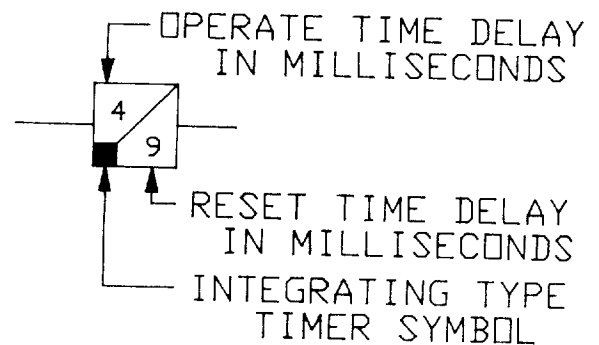 OPERATE TIME DELAY
IN MILLISECONDS
4
9
RESET TIME DELAY
IN MILLISECONDS
INTEGRATING TYPE
TIMER SYMBOL